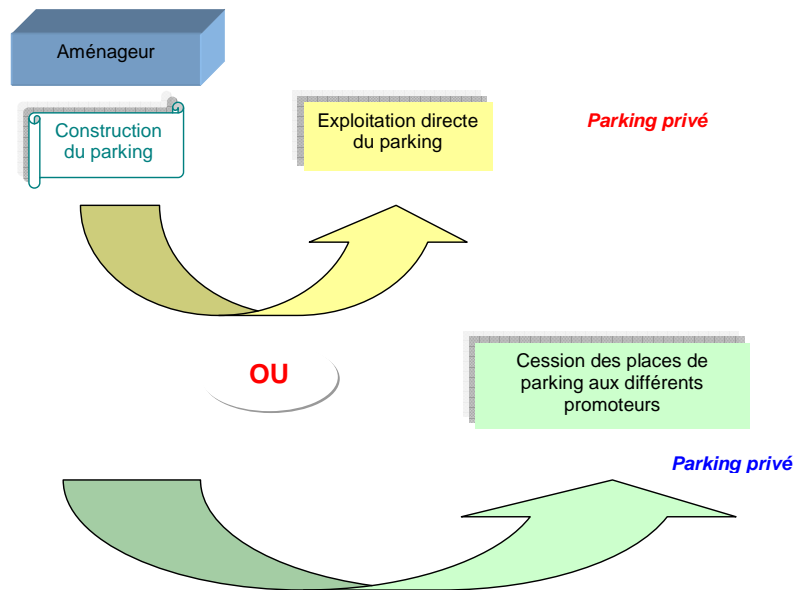 Aménageur
Construction
du parking
Exploitation directe
du parking
Parking privé
OU
Cession des places de
parking aux différents
promoteurs
Parking privé